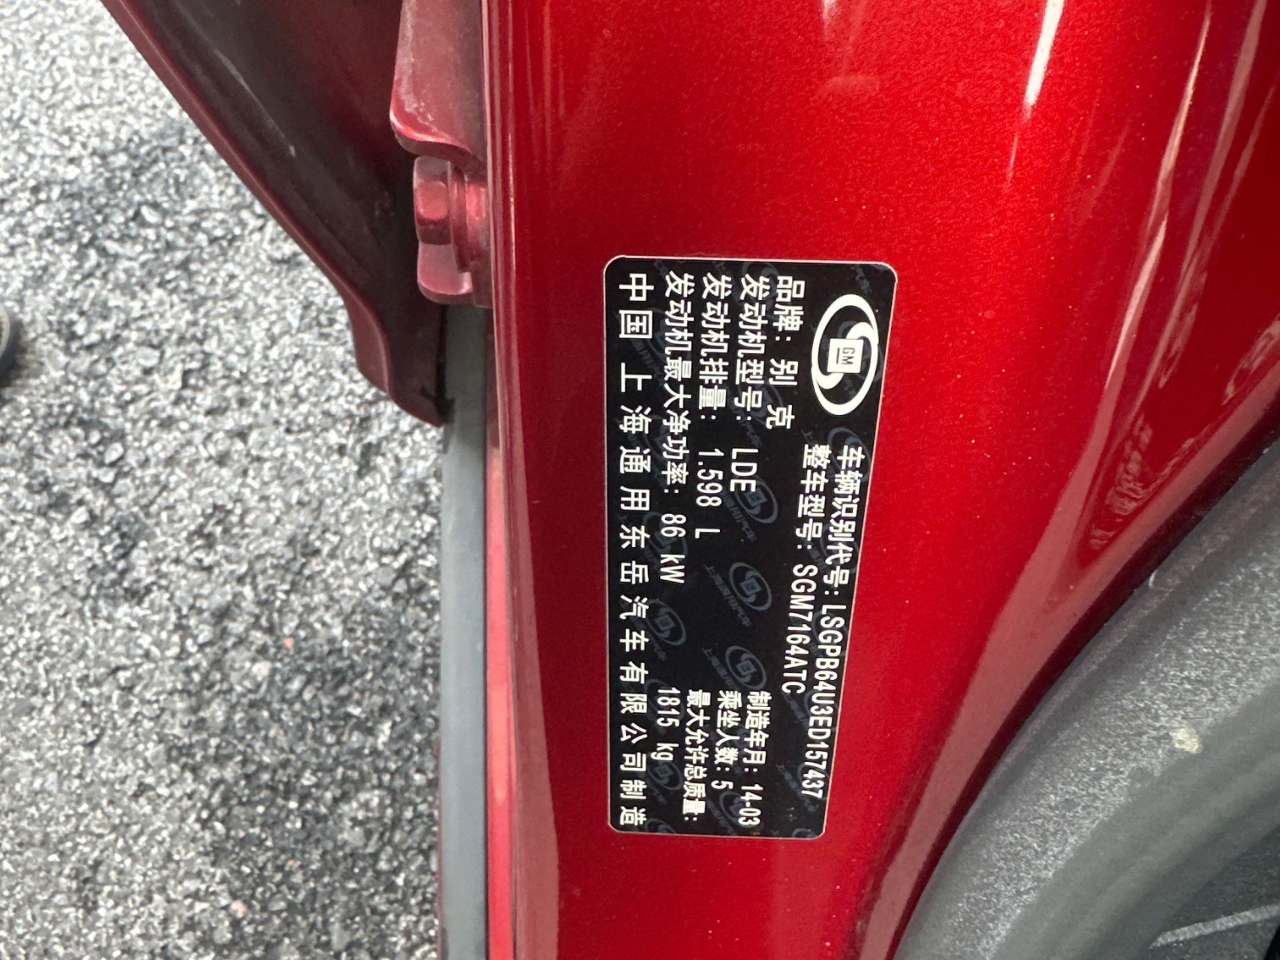 GM
车辆识别代号: LSGPB64U3ED157437
整车型号: SGM7164ATC
品牌: 别 克
发动机型号: LDE
制造年月: 14-03
发动机排量: 1.598 L
乘坐人数: 5
发动机最大净功率: 86 kW
最大允许总质量:
1815 kg
中国 上海通用东岳汽车有限公司制造